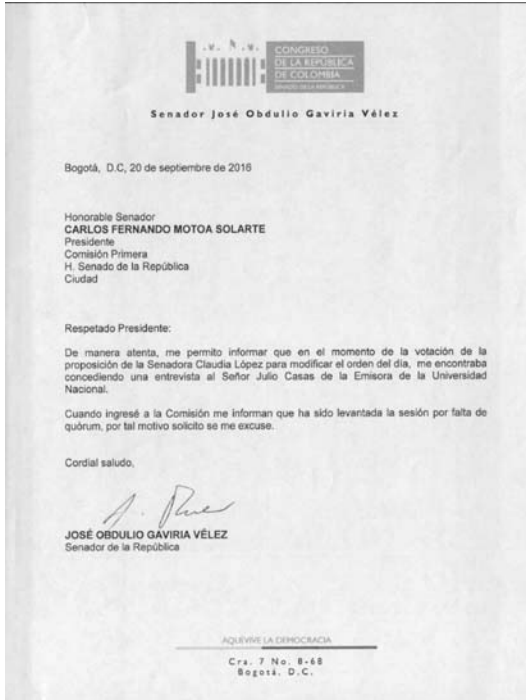 CONGRESO
DE LA REPÚBLICA
DE COLOMBIA
SENADO DE LA REPÚBLICA
Senador José Obdulio Gaviria Vélez
Bogotá, D.C, 20 de septiembre de 2016
Honorable Senador
CARLOS FERNANDO MOTOA SOLARTE
Presidente
Comisión Primera
H. Senado de la República
Ciudad
Respetado Presidente:
De manera atenta, me permito informar que en el momento de la votación de la
proposición de la Senadora Claudia López para modificar el orden del día, me encontraba
concediendo una entrevista al Señor Julio Casas de la Emisora de la Universidad
Nacional.
Cuando ingresé a la Comisión me informan que ha sido levantada la sesión por falta de
quórum, por tal motivo solicito se me excuse.
Cordial saludo,
JOSÉ OBDULIO GAVIRIA VÉLEZ
Senador de la República
AQUÍVIVE LA DEMOCRACIA
Cra. 7 No. 8-68
Bogotá, D.C.